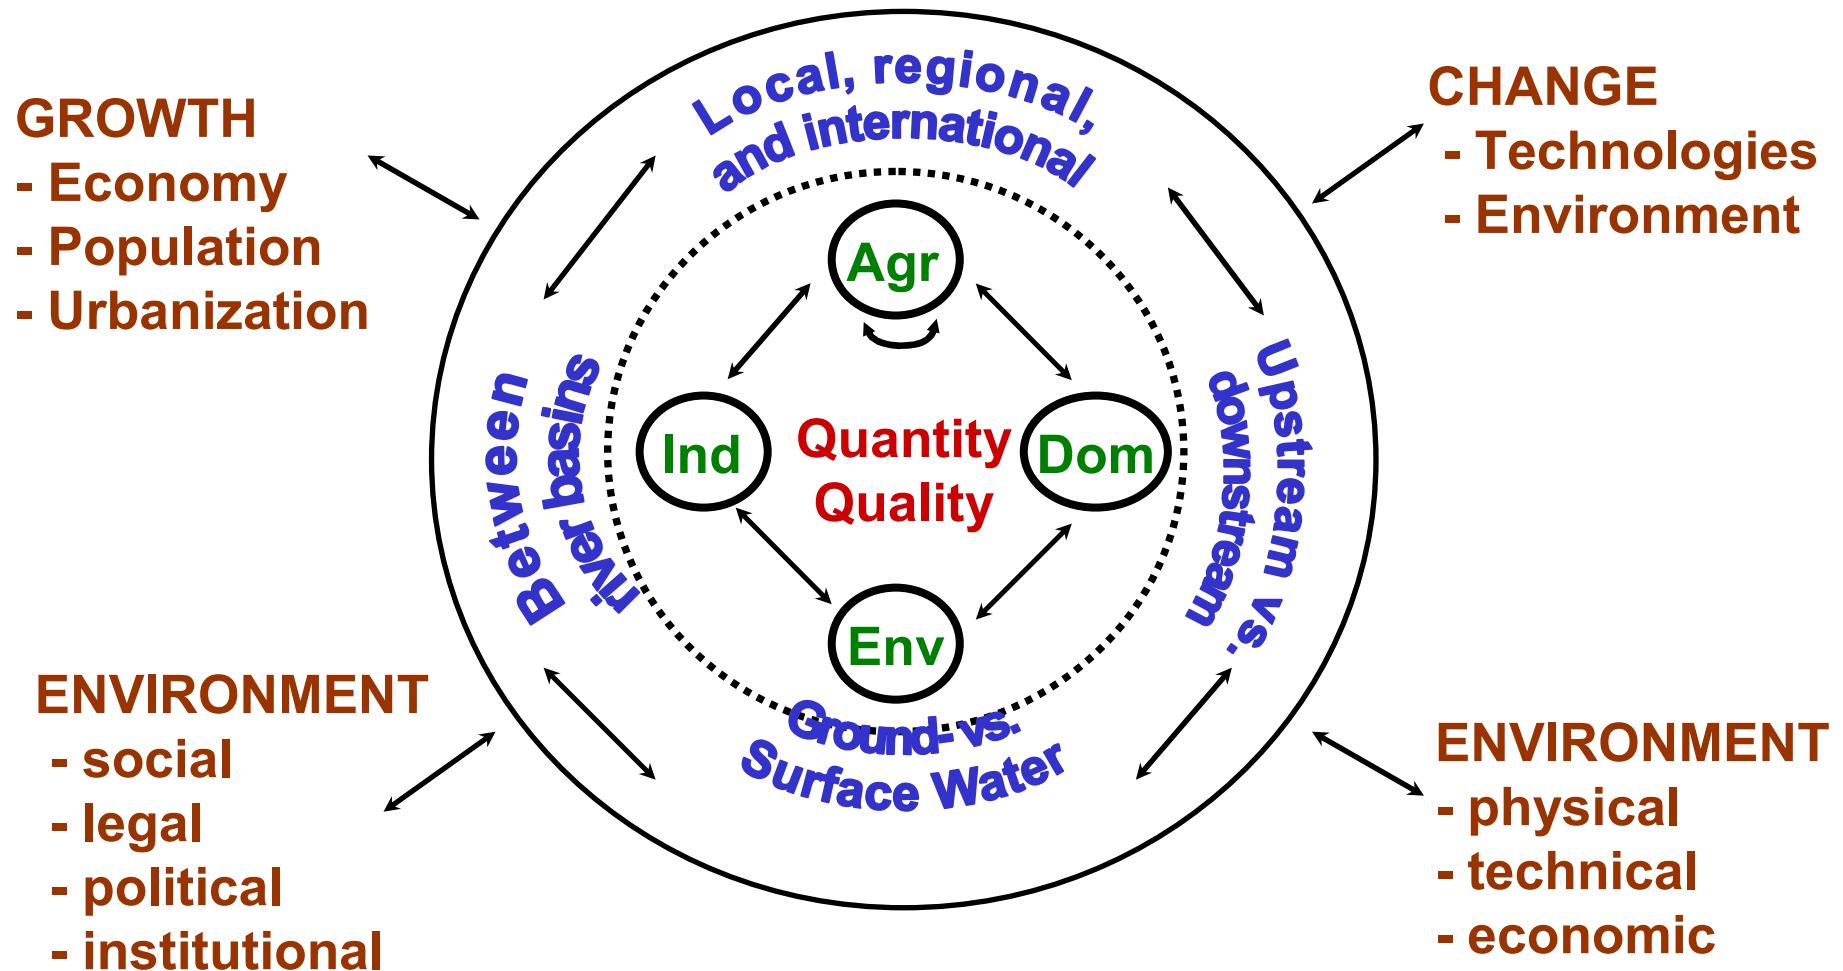 GROWTH
- Economy
- Population
- Urbanization
CHANGE
- Technologies
- Environment
Local, regional,
and international
Between
river basins
Upstream vs.
downstream
Ground- vs.
Surface Water
Agr
Ind
Dom
Env
Quantity
Quality
ENVIRONMENT
- social
- legal
- political
- institutional
ENVIRONMENT
- physical
- technical
- economic